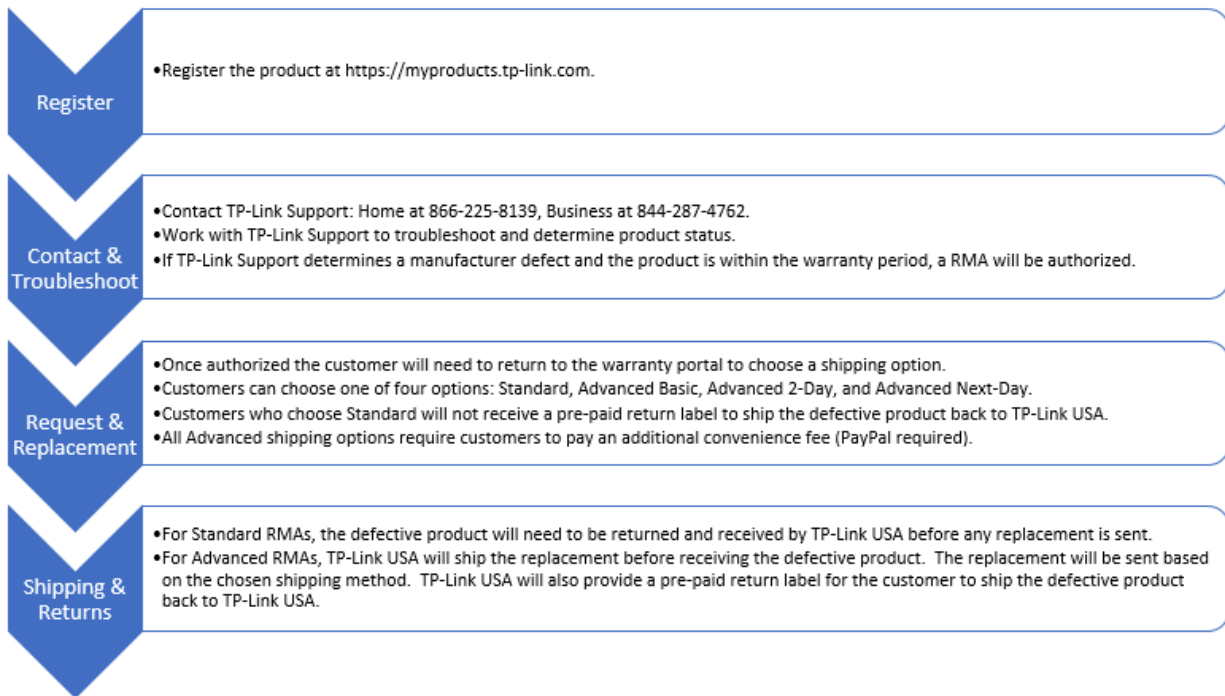 Register
•Register the product at https://myproducts.tp-link.com.
Contact &
Troubleshoot
•Contact TP-Link Support: Home at 866-225-8139, Business at 844-287-4762.
•Work with TP-Link Support to troubleshoot and determine product status.
•If TP-Link Support determines a manufacturer defect and the product is within the warranty period, a RMA will be authorized.
Request &
Replacement
•Once authorized the customer will need to return to the warranty portal to choose a shipping option.
•Customers can choose one of four options: Standard, Advanced Basic, Advanced 2-Day, and Advanced Next-Day.
•Customers who choose Standard will not receive a pre-paid return label to ship the defective product back to TP-Link USA.
•All Advanced shipping options require customers to pay an additional convenience fee (PayPal required).
Shipping &
Returns
•For Standard RMAs, the defective product will need to be returned and received by TP-Link USA before any replacement is sent.
•For Advanced RMAs, TP-Link USA will ship the replacement before receiving the defective product.  The replacement will be sent based
on the chosen shipping method.  TP-Link USA will also provide a pre-paid return label for the customer to ship the defective product
back to TP-Link USA.